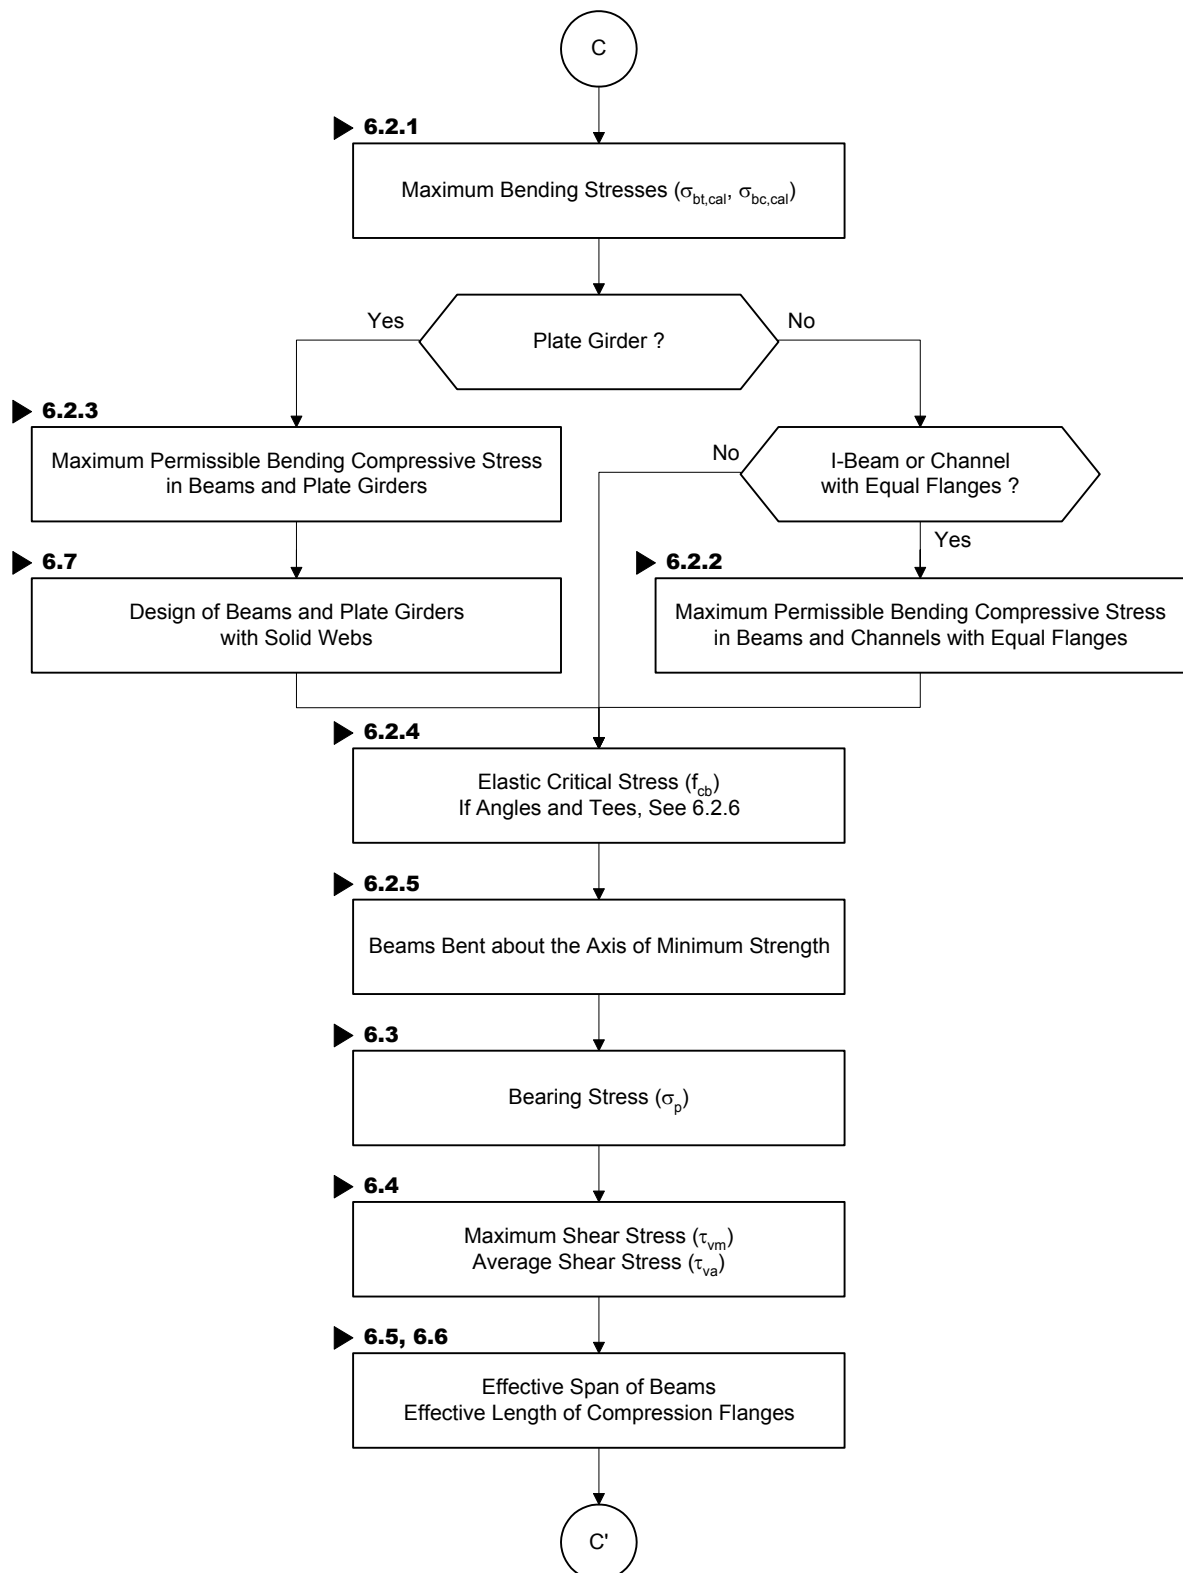 C
6.2.1
Maximum Bending Stresses (σbt,cal, σbc,cal)
Yes
Plate Girder ?
No
6.2.3
Maximum Permissible Bending Compressive Stress
in Beams and Plate Girders
No
I-Beam or Channel
with Equal Flanges ?
Yes
6.7
Design of Beams and Plate Girders
with Solid Webs
6.2.2
Maximum Permissible Bending Compressive Stress
in Beams and Channels with Equal Flanges
6.2.4
Elastic Critical Stress (fcb)
If Angles and Tees, See 6.2.6
6.2.5
Beams Bent about the Axis of Minimum Strength
6.3
Bearing Stress (σp)
6.4
Maximum Shear Stress (τvm)
Average Shear Stress (τva)
6.5, 6.6
Effective Span of Beams
Effective Length of Compression Flanges
C'